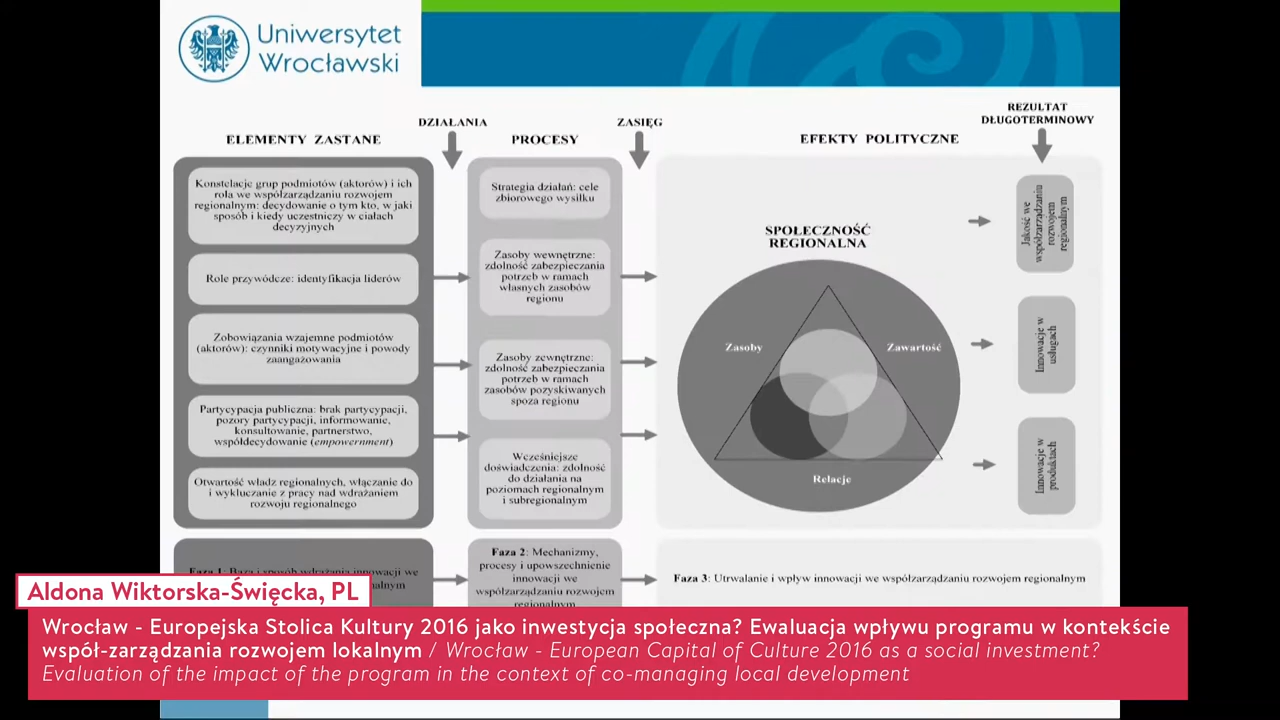 Uniwersytet
Wrocławski
ELEMENTY ZASTANE
DZIAŁANIA
PROCESY
ZASIĘG
EFEKTY POLITYCZNE
REZULTAT
DŁUGOTERMINOWY
Konstelacje grup podmiotów (aktorów) i ich
rola we współzarządzaniu rozwojem
regionalnym: decydowanie o tym kto, w jaki
sposób i kiedy uczestniczy w ciałach
decyzyjnych
Role przywódcze: identyfikacja liderów
Zobowiązania wzajemne podmiotów
(aktorów): czynniki motywacyjne i powody
zaangażowania
Partycypacja publiczna: brak partycypacji,
pozory partycypacji, informowanie,
konsultowanie, partnerstwo,
współdecydowanie (empowernment)
Otwartość władz regionalnych, włączanie do
i wykluczanie z pracy nad wdrażaniem
rozwoju regionalnego
Strategia działań: cele
zbiorowego wysiłku
Zasoby wewnętrzne:
zdolność zabezpieczania
potrzeb w ramach
własnych zasobów
regionu
Zasoby zewnętrzne:
zdolność zabezpieczania
potrzeb w ramach
zasobów pozyskiwanych
spoza regionu
Wcześniejsze
doświadczenia: zdolność
do działania na
poziomach regionalnym
i subregionalnym
SPOŁECZNOŚĆ
REGIONALNA
Zasoby
Zawartość
Relacje
Jakość we
współzarządzaniu
rozwojem
regionalnym
Innowacje w
usługach
Innowacje w
produktach
Faza 1: Baza i sposób wdrażania innowacji we
Faza 2: Mechanizmy,
procesy i upowszechnienie
innowacji we
współzarządzaniu rozwojem
regionalnym
Faza 3: Utrwalanie i wpływ innowacji we współzarządzaniu rozwojem regionalnym
Aldona Wiktorska-Święcka, PL
Wrocław - Europejska Stolica Kultury 2016 jako inwestycja społeczna? Ewaluacja wpływu programu w kontekście
współ-zarządzania rozwojem lokalnym / Wrocław - European Capital of Culture 2016 as a social investment?
Evaluation of the impact of the program in the context of co-managing local development